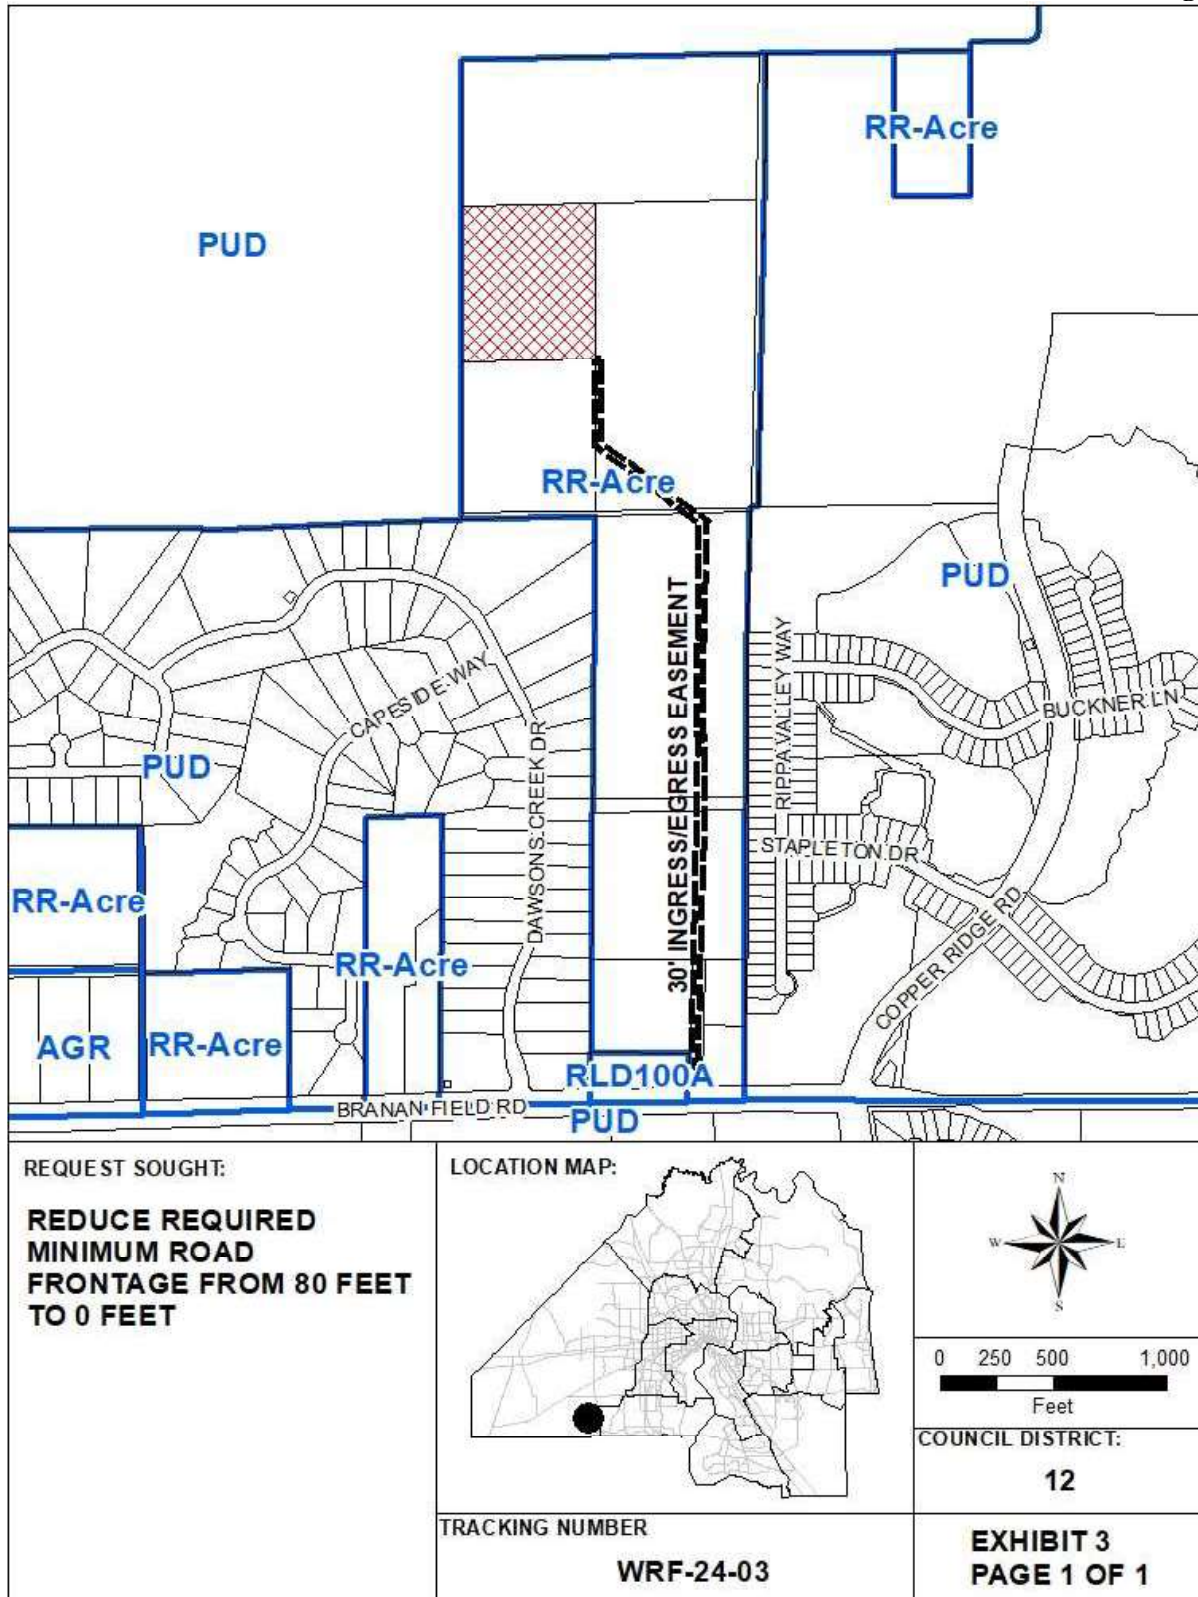 RR-Acre
PUD
RR-Acre
PUD
30' INGRESS/EGRESS EASEMENT
RIPPA VALLEY WAY
CAPESIDE WAY
BUCKNER LN
DAWSONS CREEK DR
PUD
STAPLETON DR
RR-Acre
COPPER RIDGE RD
RR-Acre
AGR
RR-Acre
RLD100A
BRANAN FIELD RD
PUD
REQUEST SOUGHT:
REDUCE REQUIRED
MINIMUM ROAD
FRONTAGE FROM 80 FEET
TO 0 FEET
LOCATION MAP:
N
W
E
S
0 250 500 1,000
Feet
COUNCIL DISTRICT:
12
TRACKING NUMBER
WRF-24-03
EXHIBIT 3
PAGE 1 OF 1